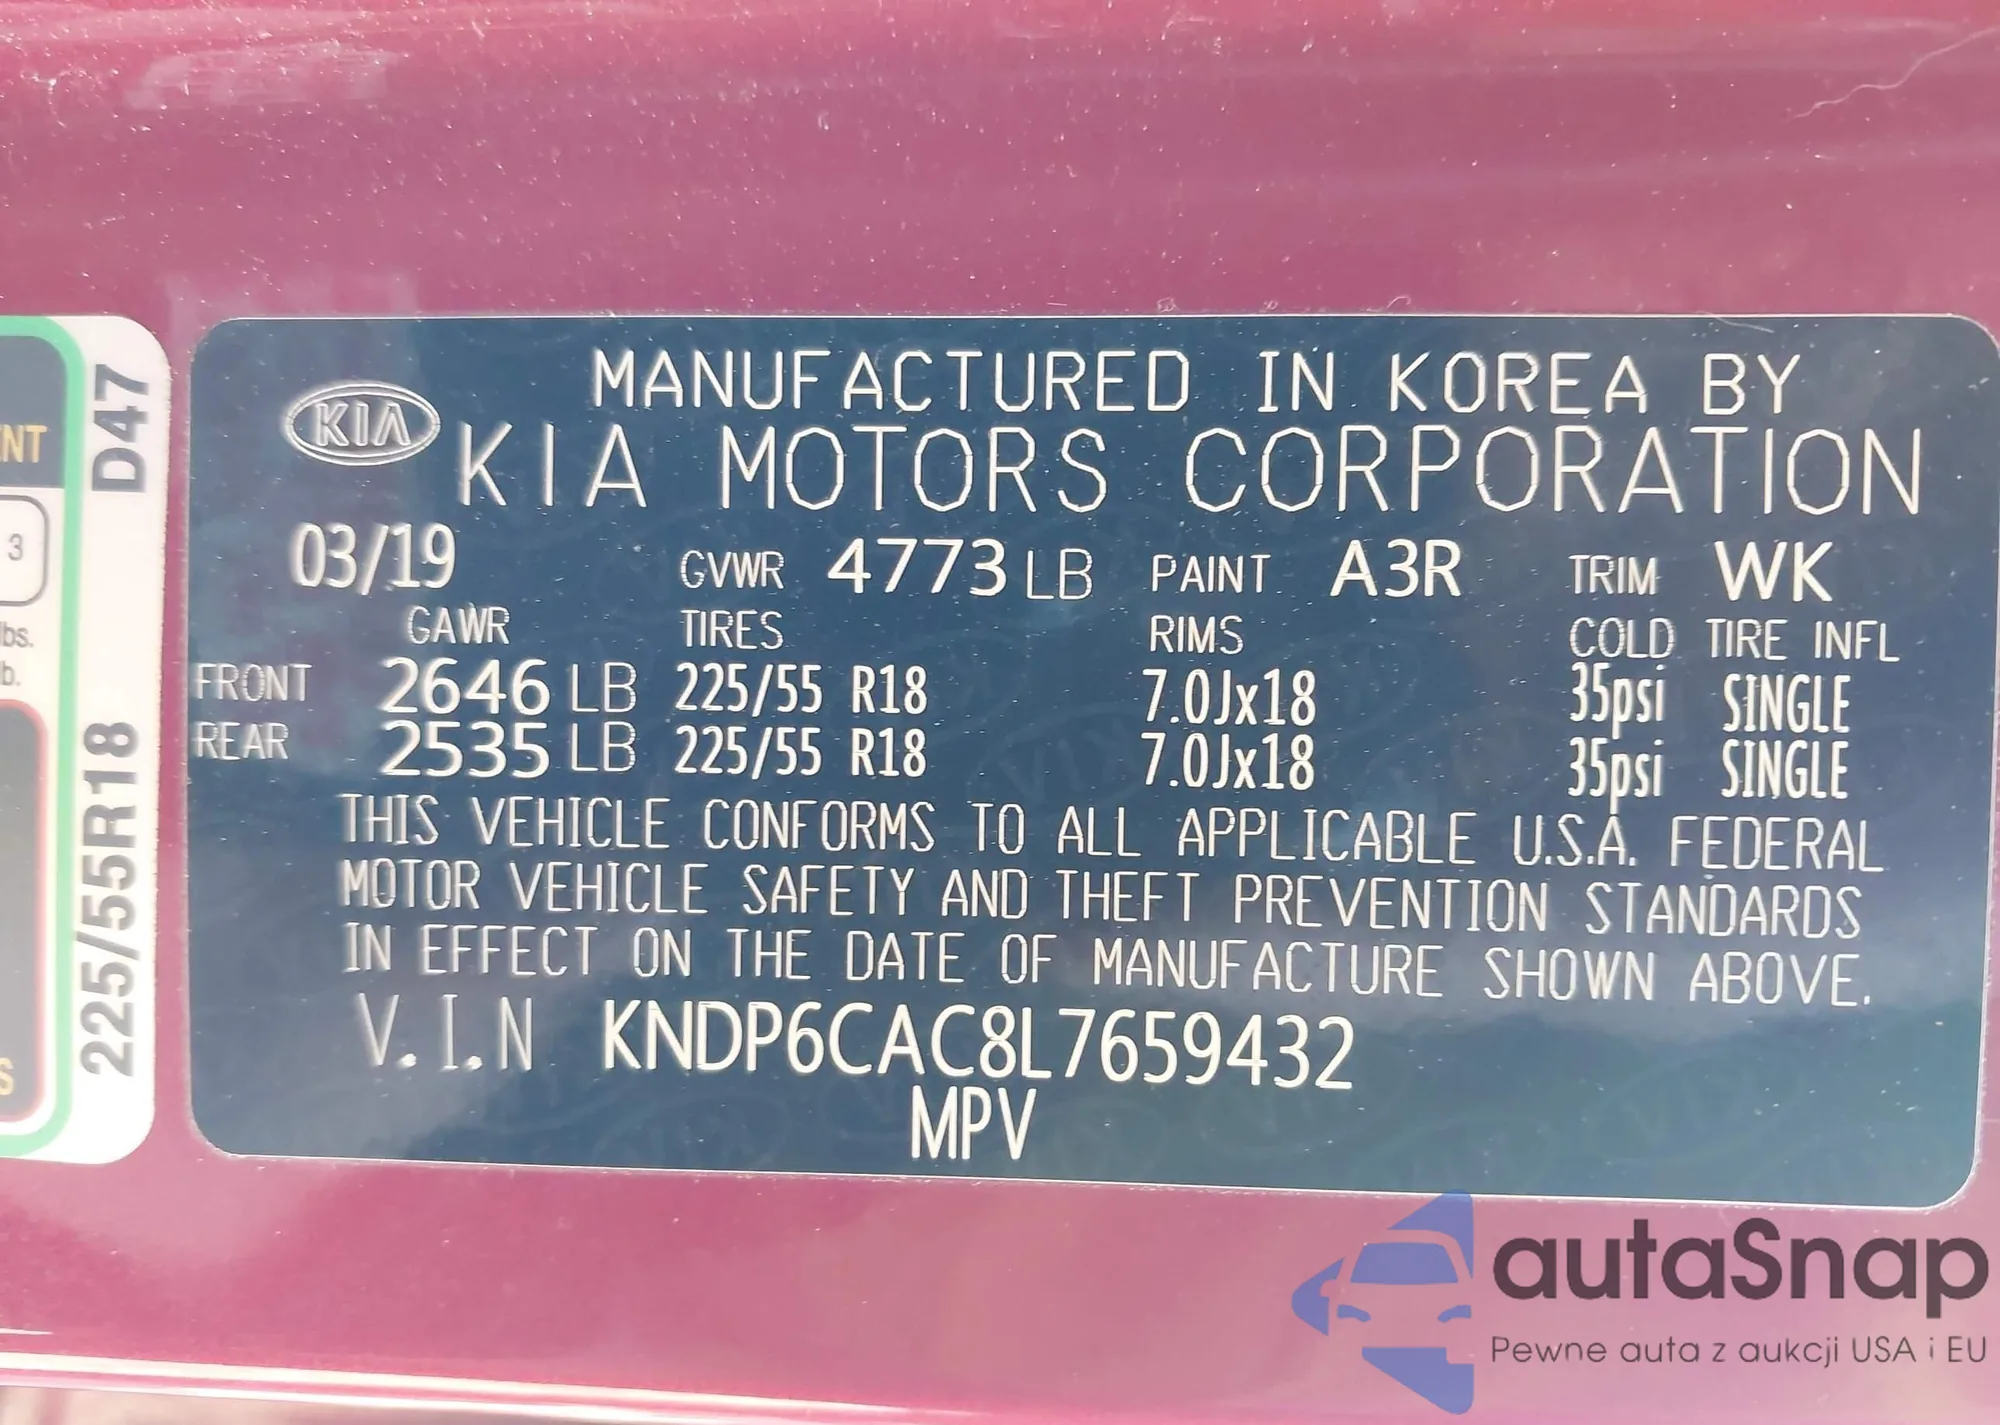 MANUFACTURED IN KOREA BY
KIA
KIA MOTORS CORPORATION
03/19 GVWR 4773 LB PAINT A3R TRIM WK
GAWR TIRES RIMS COLD TIRE INFL
FRONT 2646 LB 225/55 R18 7.0Jx18 35psi SINGLE
REAR 2535 LB 225/55 R18 7.0Jx18 35psi SINGLE
THIS VEHICLE CONFORMS TO ALL APPLICABLE U.S.A. FEDERAL
MOTOR VEHICLE SAFETY AND THEFT PREVENTION STANDARDS
IN EFFECT ON THE DATE OF MANUFACTURE SHOWN ABOVE.
V.I.N KNDP6CAC8L7659432
MPV
225/55R18 D47
3
lbs.
autaSnap
Pewne auta z aukcji USA i EU